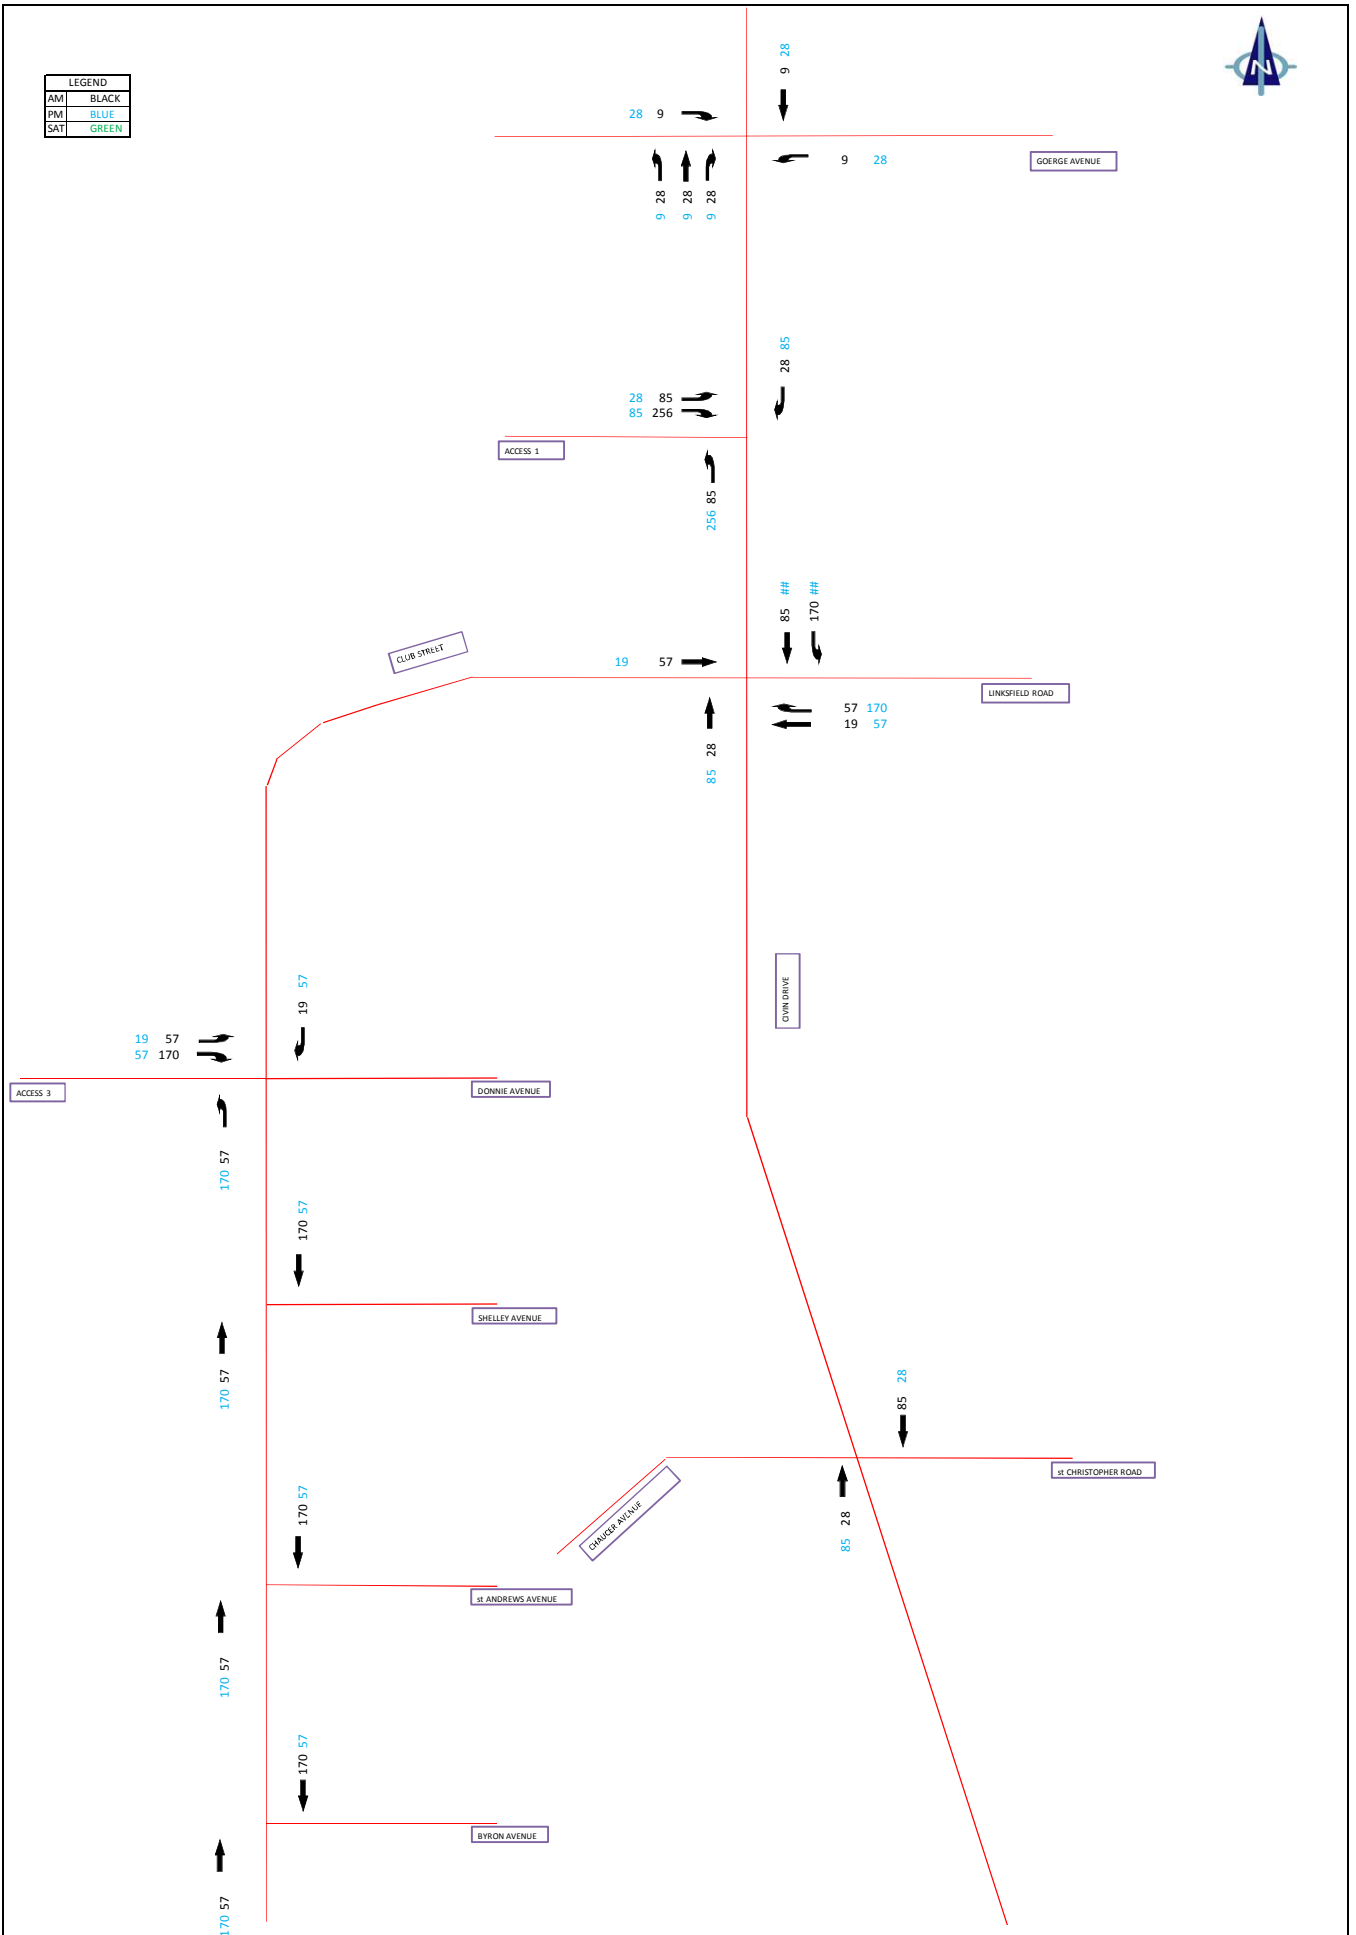 LEGEND
AM BLACK
PM BLUE
SAT GREEN
N
9 28
28 9
9 28
GOERGE AVENUE
9 28
9 28
9 28
28 85
28 85
85 256
ACCESS 1
256 85
85 ##
170 ##
CLUB STREET
19 57
LINKSFIELD ROAD
57 170
19 57
85 28
CIVIN DRIVE
19 57
19 57
57 170
ACCESS 3
DONNIE AVENUE
170 57
170 57
SHELLEY AVENUE
170 57
85 28
st CHRISTOPHER ROAD
CHAUCER AVENUE
85 28
170 57
st ANDREWS AVENUE
170 57
170 57
BYRON AVENUE
170 57